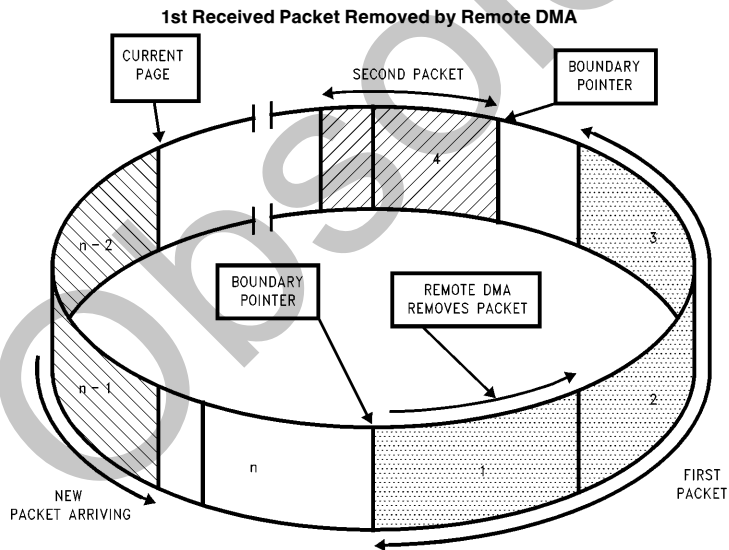 1st Received Packet Removed by Remote DMA
CURRENT
PAGE
SECOND PACKET
BOUNDARY
POINTER
4
n - 2
3
BOUNDARY
POINTER
REMOTE DMA
REMOVES PACKET
n - 1
2
n
1
NEW
PACKET ARRIVING
FIRST
PACKET
Obsole